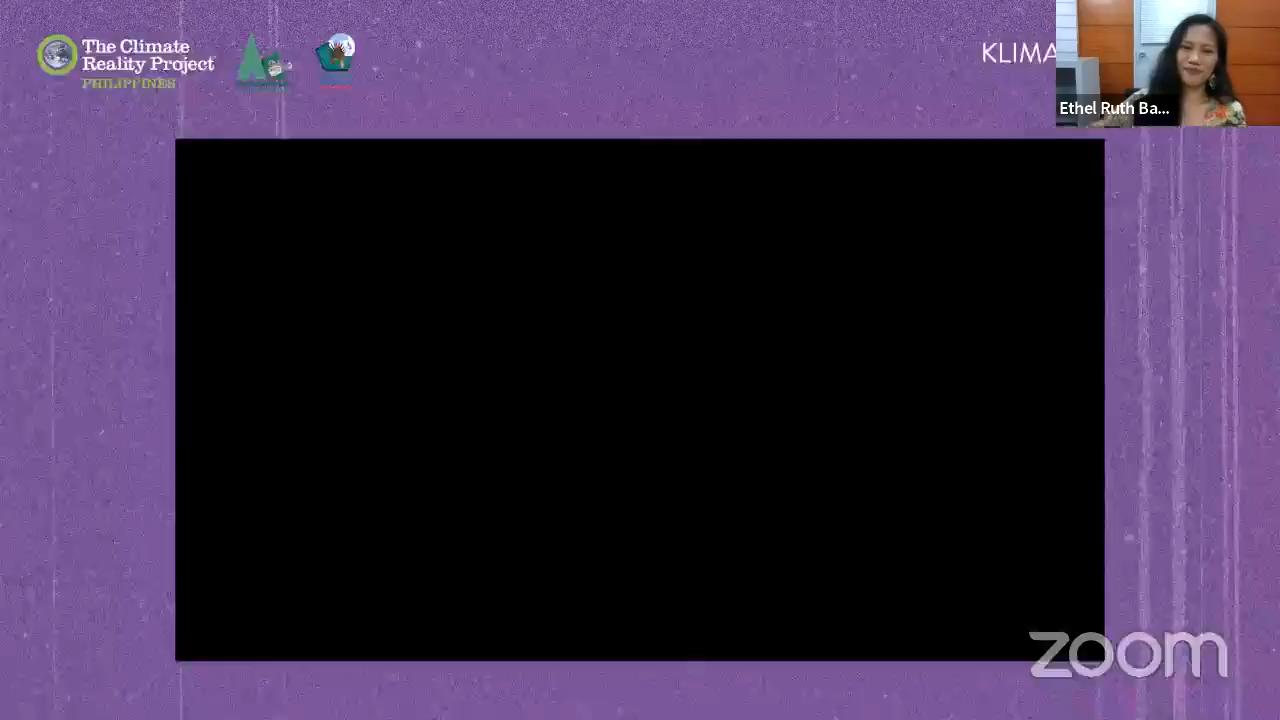 The Climate
Reality Project
PHILIPPINES
KLIMA
Ethel Ruth Ba...
zoom